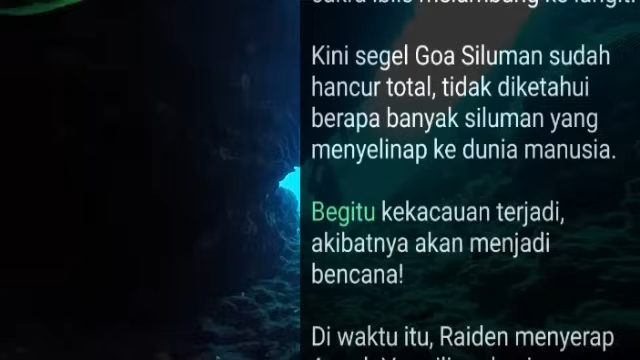 Kini segel Goa Siluman sudah
hancur total, tidak diketahui
berapa banyak siluman yang
menyelinap ke dunia manusia.
Begitu kekacauan terjadi,
akibatnya akan menjadi
bencana!
Di waktu itu, Raiden menyerap